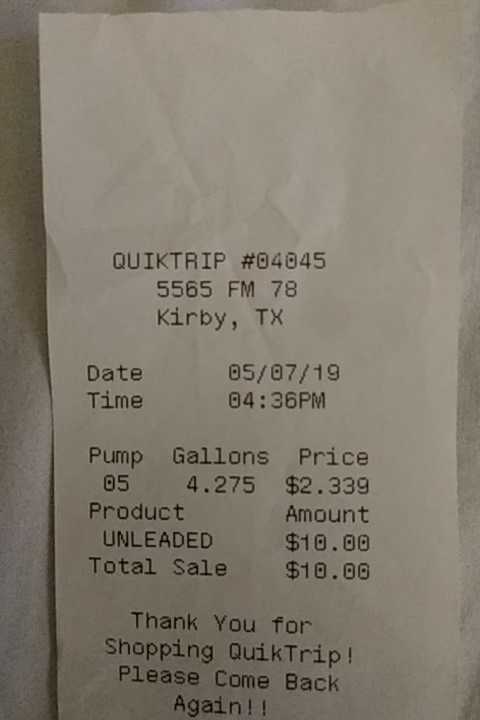 QUIKTRIP #04045
5565 FM 78
Kirby, TX
Date 05/07/19
Time 04:36PM
Pump Gallons Price
05 4.275 $2.339
Product Amount
UNLEADED $10.00
Total Sale $10.00
Thank You for
Shopping QuikTrip!
Please Come Back
Again!!